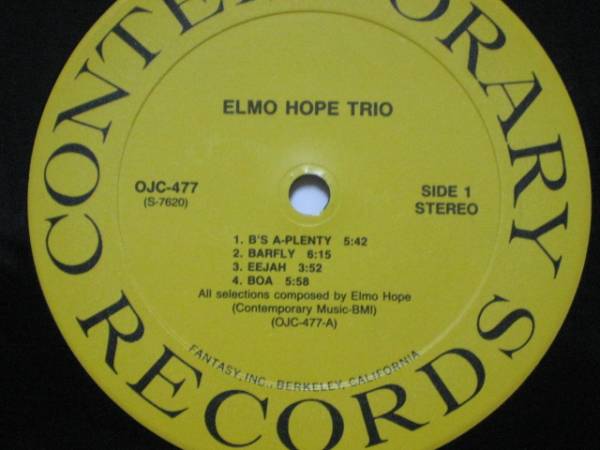 CONTEMPORARY
ELMO HOPE TRIO
OJC-477
(S-7620)
SIDE 1
STEREO
1. B'S A-PLENTY 5:42
2. BARFLY 6:15
3. EEJAH 3:52
4. BOA 5:58
All selections composed by Elmo Hope
(Contemporary Music-BMI)
(OJC-477-A)
FANTASY, INC., BERKELEY, CALIFORNIA
RECORDS